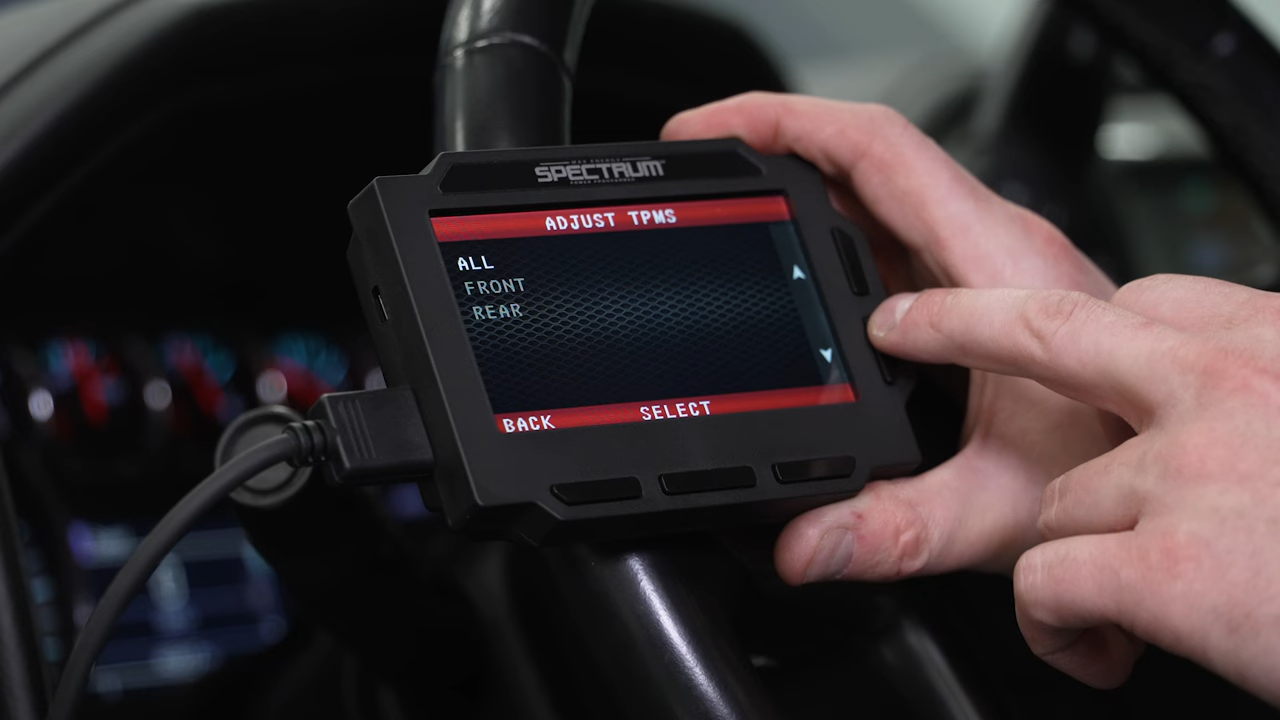 SPECTRUM
ADJUST TPMS
ALL
FRONT
REAR
BACK
SELECT